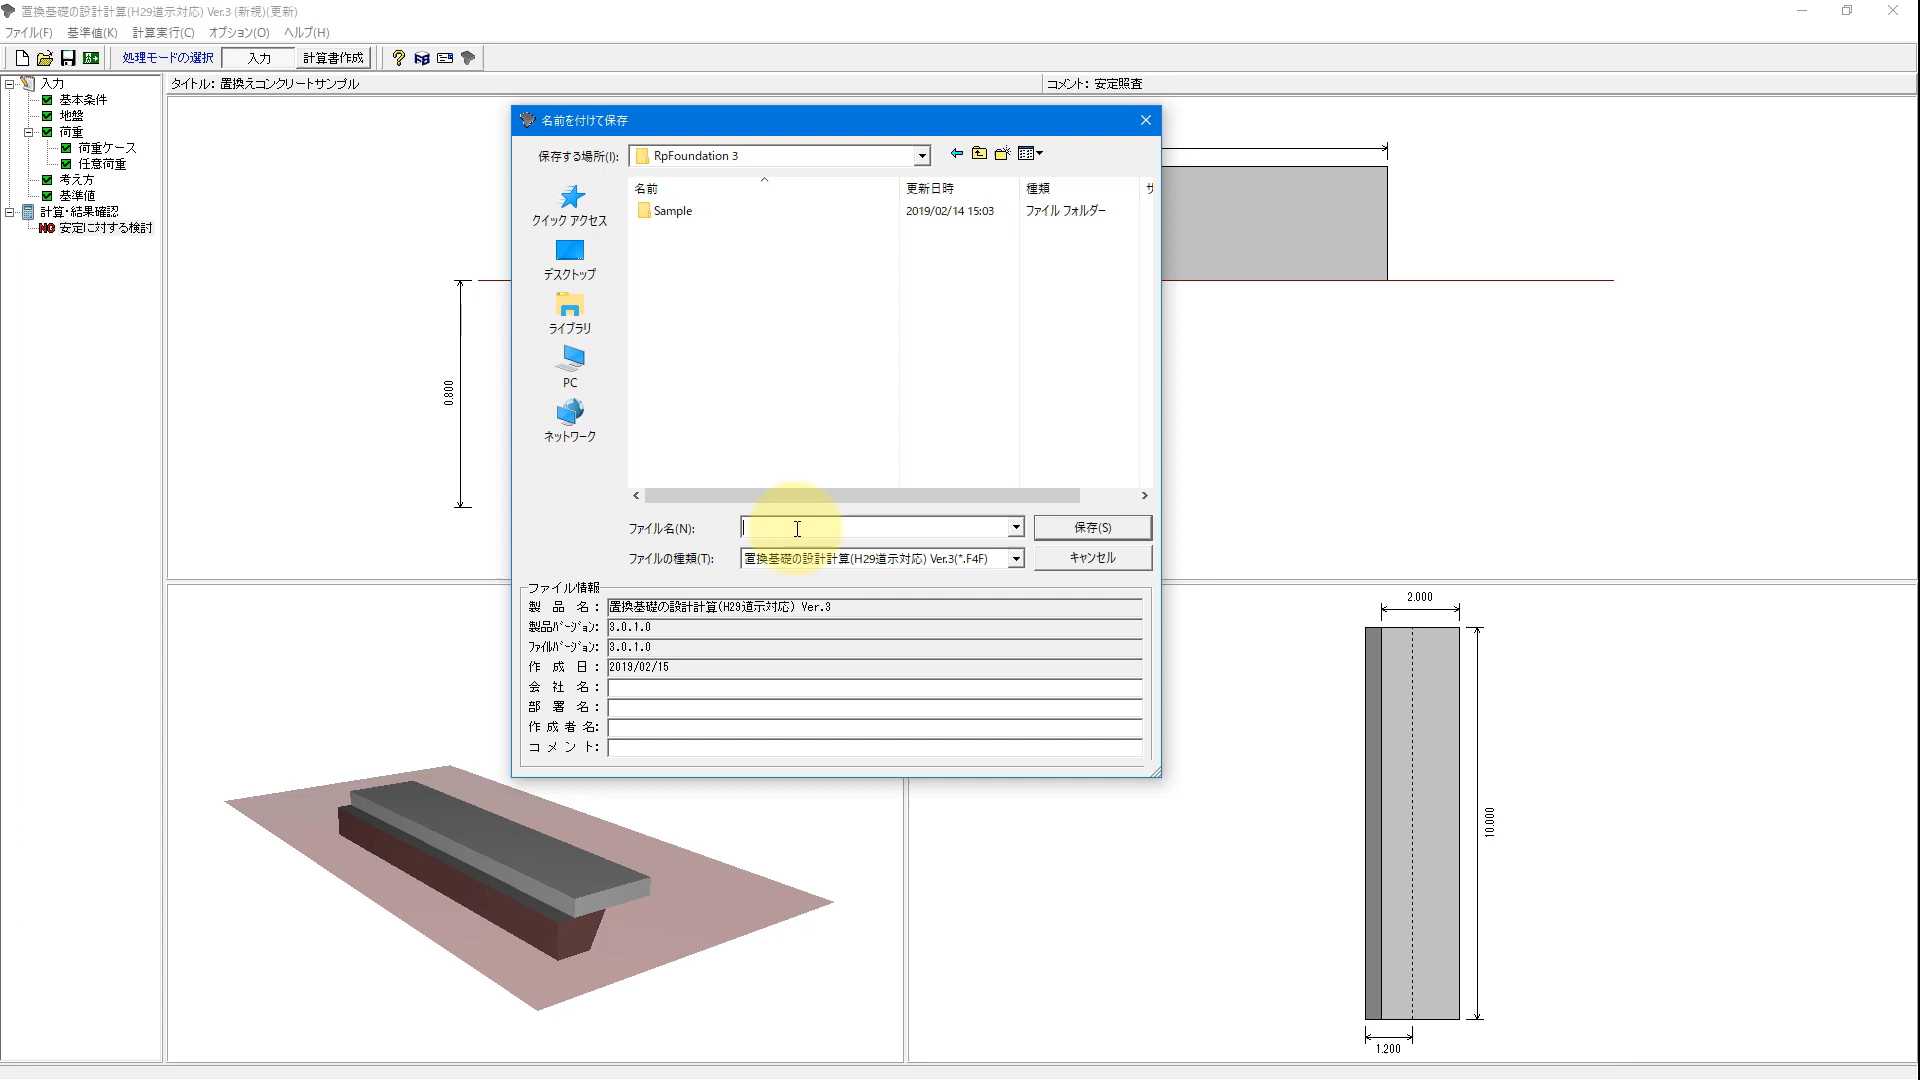 置換基礎の設計計算(H29道示対応) Ver.3 (新規)(更新)
ファイル(F) 基準値(K) 計算実行(C) オプション(O) ヘルプ(H)
処理モードの選択 入力 計算書作成
入力
基本条件
地盤
荷重
荷重ケース
任意荷重
考え方
基準値
計算・結果確認
NO 安定に対する検討
タイトル: 置換えコンクリートサンプル
コメント: 安定照査
0.800
名前を付けて保存
保存する場所(I): RpFoundation 3
クイック アクセス
デスクトップ
ライブラリ
PC
ネットワーク
名前 更新日時 種類 サ
Sample 2019/02/14 15:03 ファイル フォルダー
ファイル名(N): 保存(S)
ファイルの種類(T): 置換基礎の設計計算(H29道示対応) Ver.3(*.F4F) キャンセル
ファイル情報
製 品 名: 置換基礎の設計計算(H29道示対応) Ver.3
製品ﾊﾞｰｼﾞｮﾝ: 3.0.1.0
ﾌｧｲﾙﾊﾞｰｼﾞｮﾝ: 3.0.1.0
作 成 日: 2019/02/15
会 社 名:
部 署 名:
作 成 者 名:
コ メ ン ト:
2.000
10.000
1.200